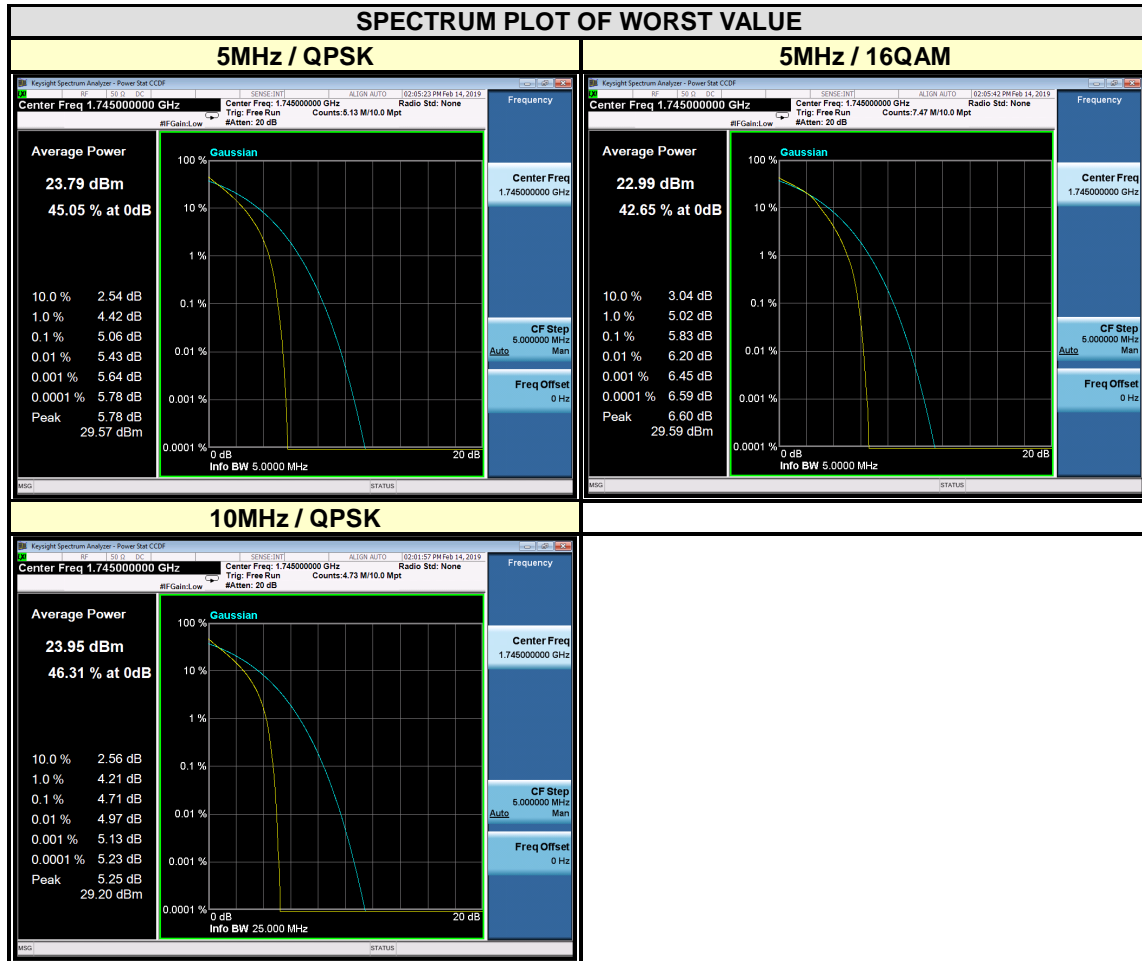 SPECTRUM PLOT OF WORST VALUE
5MHz / QPSK
5MHz / 16QAM
Keysight Spectrum Analyzer - Power Stat CCDF
RF 50 Ω DC SENSE:INT ALIGN AUTO 02:05:23 PM Feb 14, 2019
Center Freq 1.745000000 GHz
Center Freq: 1.745000000 GHz Radio Std: None
Trig: Free Run Counts:5.13 M/10.0 Mpt
#IFGain:Low #Atten: 20 dB
Frequency
Average Power
23.79 dBm
45.05 % at 0dB
10.0 % 2.54 dB
1.0 % 4.42 dB
0.1 % 5.06 dB
0.01 % 5.43 dB
0.001 % 5.64 dB
0.0001 % 5.78 dB
Peak 5.78 dB
29.57 dBm
Gaussian
100 %
10 %
1 %
0.1 %
0.01 %
0.001 %
0.0001 %
0 dB 20 dB
Info BW 5.0000 MHz
Center Freq
1.745000000 GHz
CF Step
5.000000 MHz
Auto Man
Freq Offset
0 Hz
MSG STATUS
Keysight Spectrum Analyzer - Power Stat CCDF
RF 50 Ω DC SENSE:INT ALIGN AUTO 02:05:42 PM Feb 14, 2019
Center Freq 1.745000000 GHz
Center Freq: 1.745000000 GHz Radio Std: None
Trig: Free Run Counts:7.47 M/10.0 Mpt
#IFGain:Low #Atten: 20 dB
Frequency
Average Power
22.99 dBm
42.65 % at 0dB
10.0 % 3.04 dB
1.0 % 5.02 dB
0.1 % 5.83 dB
0.01 % 6.20 dB
0.001 % 6.45 dB
0.0001 % 6.59 dB
Peak 6.60 dB
29.59 dBm
Gaussian
100 %
10 %
1 %
0.1 %
0.01 %
0.001 %
0.0001 %
0 dB 20 dB
Info BW 5.0000 MHz
Center Freq
1.745000000 GHz
CF Step
5.000000 MHz
Auto Man
Freq Offset
0 Hz
MSG STATUS
10MHz / QPSK
Keysight Spectrum Analyzer - Power Stat CCDF
RF 50 Ω DC SENSE:INT ALIGN AUTO 02:01:57 PM Feb 14, 2019
Center Freq 1.745000000 GHz
Center Freq: 1.745000000 GHz Radio Std: None
Trig: Free Run Counts:4.73 M/10.0 Mpt
#IFGain:Low #Atten: 20 dB
Frequency
Average Power
23.95 dBm
46.31 % at 0dB
10.0 % 2.56 dB
1.0 % 4.21 dB
0.1 % 4.71 dB
0.01 % 4.97 dB
0.001 % 5.13 dB
0.0001 % 5.23 dB
Peak 5.25 dB
29.20 dBm
Gaussian
100 %
10 %
1 %
0.1 %
0.01 %
0.001 %
0.0001 %
0 dB 20 dB
Info BW 25.000 MHz
Center Freq
1.745000000 GHz
CF Step
5.000000 MHz
Auto Man
Freq Offset
0 Hz
MSG STATUS